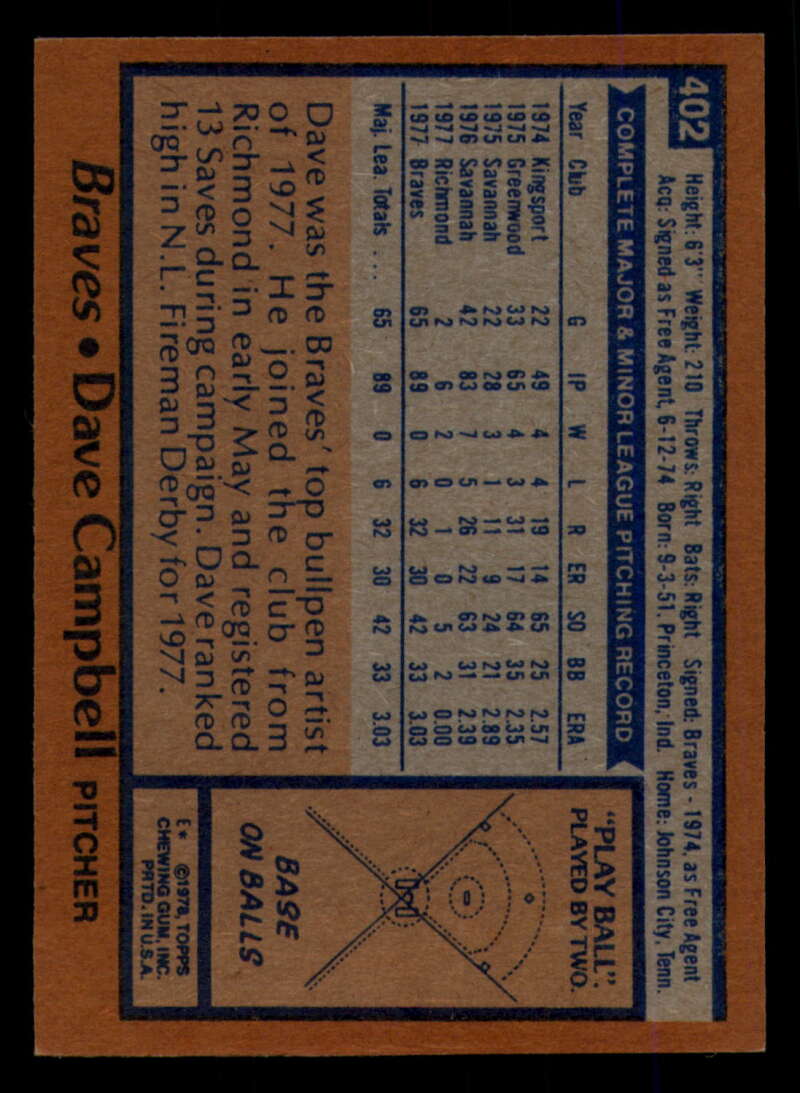 402
Height: 6'3" Weight: 210 Throws: Right Bats: Right Signed: Braves - 1974, as Free Agent
Acq: Signed as Free Agent, 6-12-74 Born: 9-3-51, Princeton, Ind. Home: Johnson City, Tenn.
COMPLETE MAJOR & MINOR LEAGUE PITCHING RECORD
Year Club G IP W L R ER SO BB ERA
1974 Kingsport 22 49 4 4 19 14 65 25 2.57
1975 Greenwood 33 65 4 3 31 17 64 35 2.35
1975 Savannah 22 28 3 1 11 9 24 21 2.89
1976 Savannah 42 83 7 5 26 22 63 31 2.39
1977 Richmond 2 6 2 0 1 0 5 2 0.00
1977 Braves 65 89 0 6 32 30 42 33 3.03
Maj. Lea. Totals .... 65 89 0 6 32 30 42 33 3.03
Dave was the Braves' top bullpen artist
of 1977. He joined the club from
Richmond in early May and registered
13 Saves during campaign. Dave ranked
high in N.L. Fireman Derby for 1977.
"PLAY BALL".
PLAYED BY TWO.
BASE
ON BALLS
E* ©1978, TOPPS
CHEWING GUM, INC.
PRTD. IN U.S.A.
Braves • Dave Campbell PITCHER